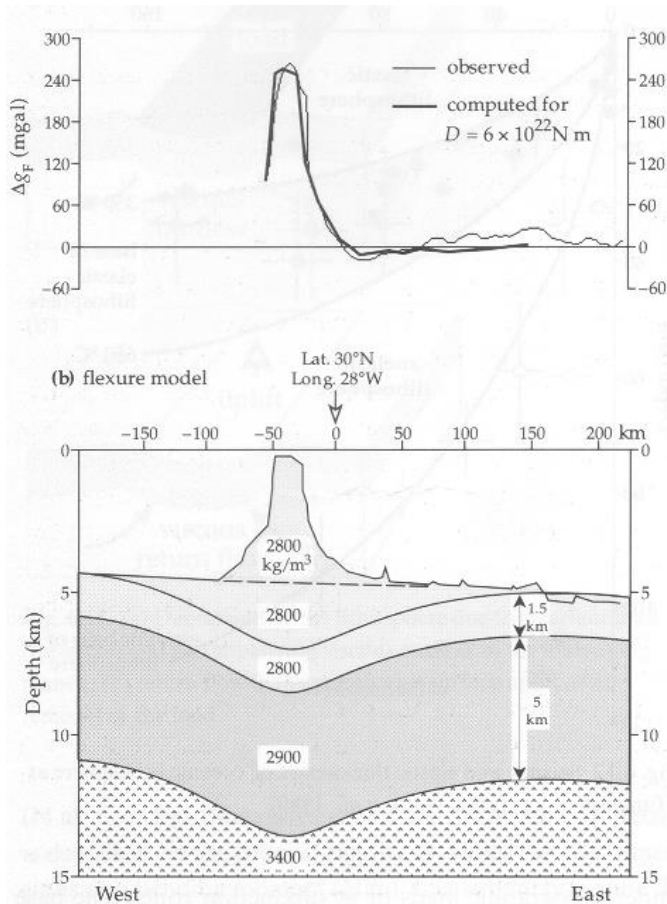 300
240
180
120
60
0
−60
Δg_F (mgal)
300
240
180
120
60
0
−60
observed
computed for
D = 6 × 10²² N m
Lat. 30°N
Long. 28°W
(b) flexure model
−150 −100 −50 0 50 100 150 200 km
0
5
10
15
Depth (km)
0
5
10
15
2800
kg/m³
2800
2800
2900
3400
1.5
km
5
km
West East